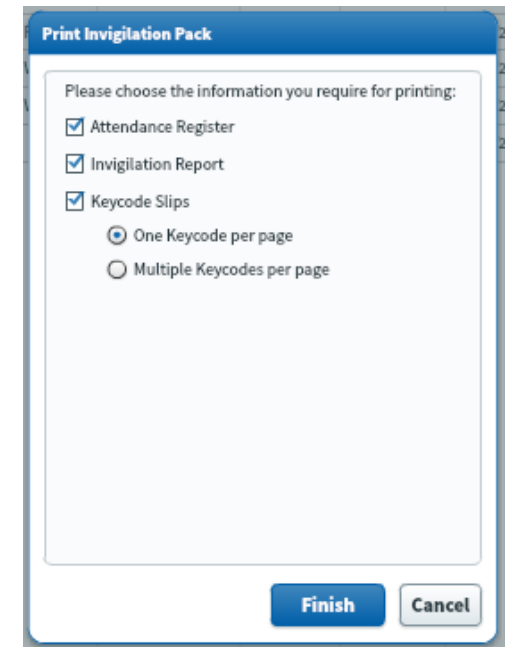 Print Invigilation Pack
Please choose the information you require for printing:
Attendance Register
Invigilation Report
Keycode Slips
One Keycode per page
Multiple Keycodes per page
Finish
Cancel